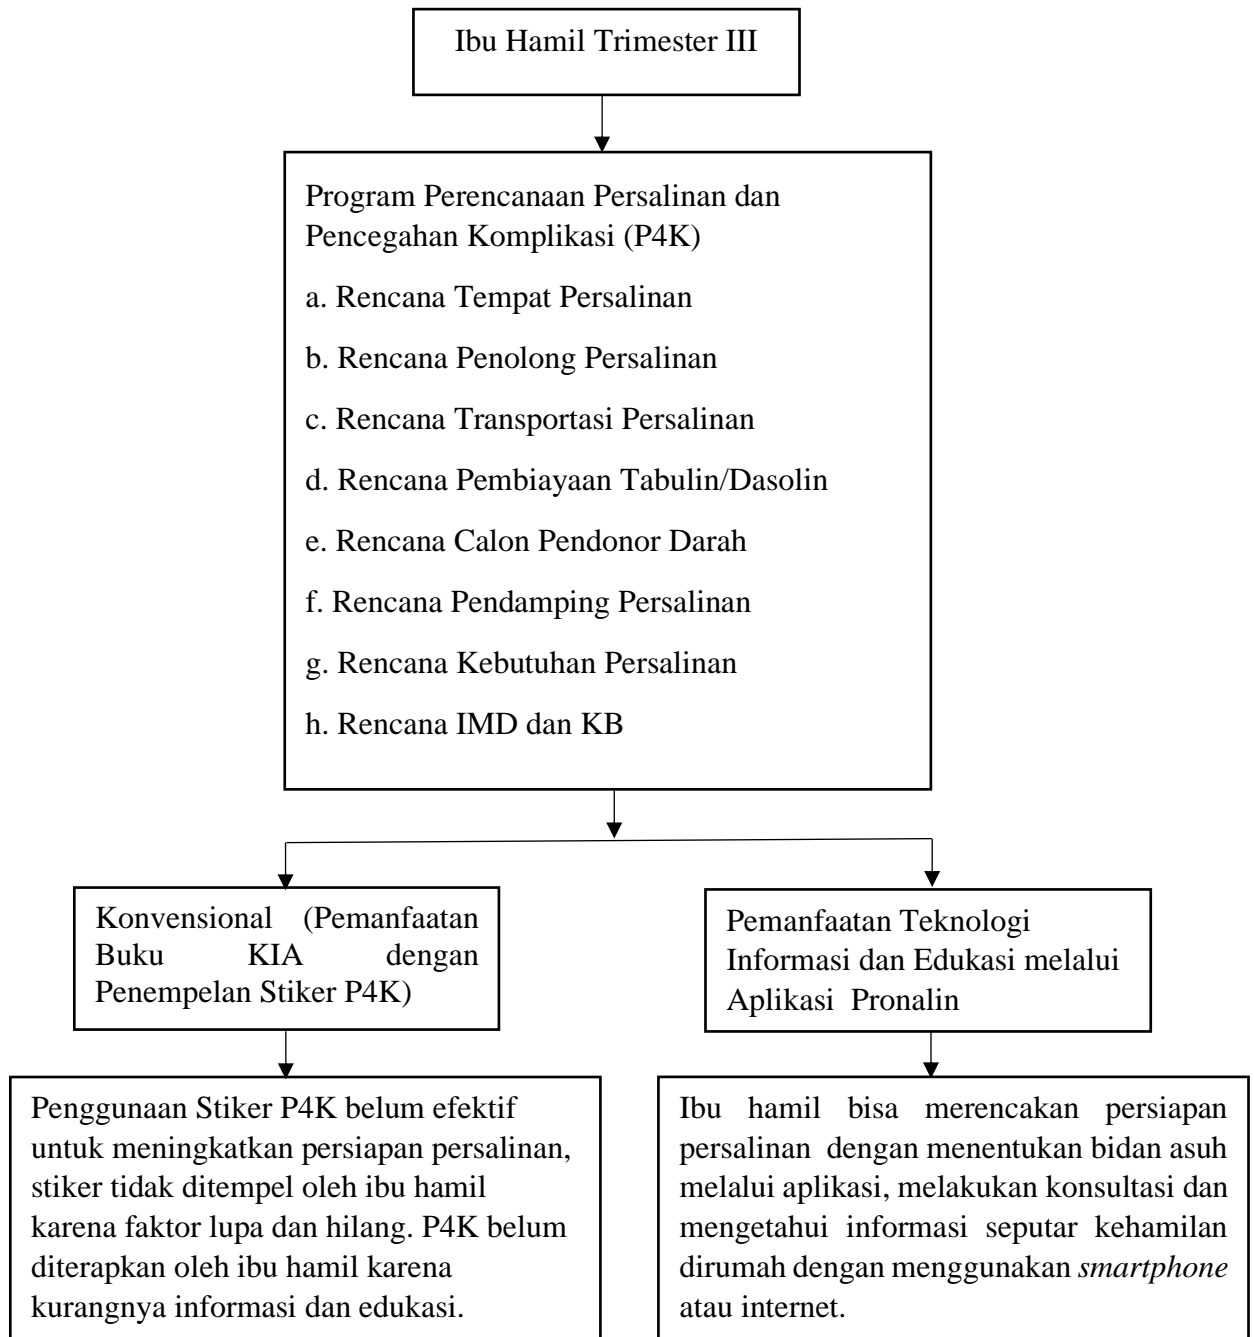 Ibu Hamil Trimester III
Program Perencanaan Persalinan dan
Pencegahan Komplikasi (P4K)
a. Rencana Tempat Persalinan
b. Rencana Penolong Persalinan
c. Rencana Transportasi Persalinan
d. Rencana Pembiayaan Tabulin/Dasolin
e. Rencana Calon Pendonor Darah
f. Rencana Pendamping Persalinan
g. Rencana Kebutuhan Persalinan
h. Rencana IMD dan KB
Konvensional (Pemanfaatan
Buku KIA dengan
Penempelan Stiker P4K)
Pemanfaatan Teknologi
Informasi dan Edukasi melalui
Aplikasi Pronalin
Penggunaan Stiker P4K belum efektif
untuk meningkatkan persiapan persalinan,
stiker tidak ditempel oleh ibu hamil
karena faktor lupa dan hilang. P4K belum
diterapkan oleh ibu hamil karena
kurangnya informasi dan edukasi.
Ibu hamil bisa merencakan persiapan
persalinan dengan menentukan bidan asuh
melalui aplikasi, melakukan konsultasi dan
mengetahui informasi seputar kehamilan
dirumah dengan menggunakan smartphone
atau internet.